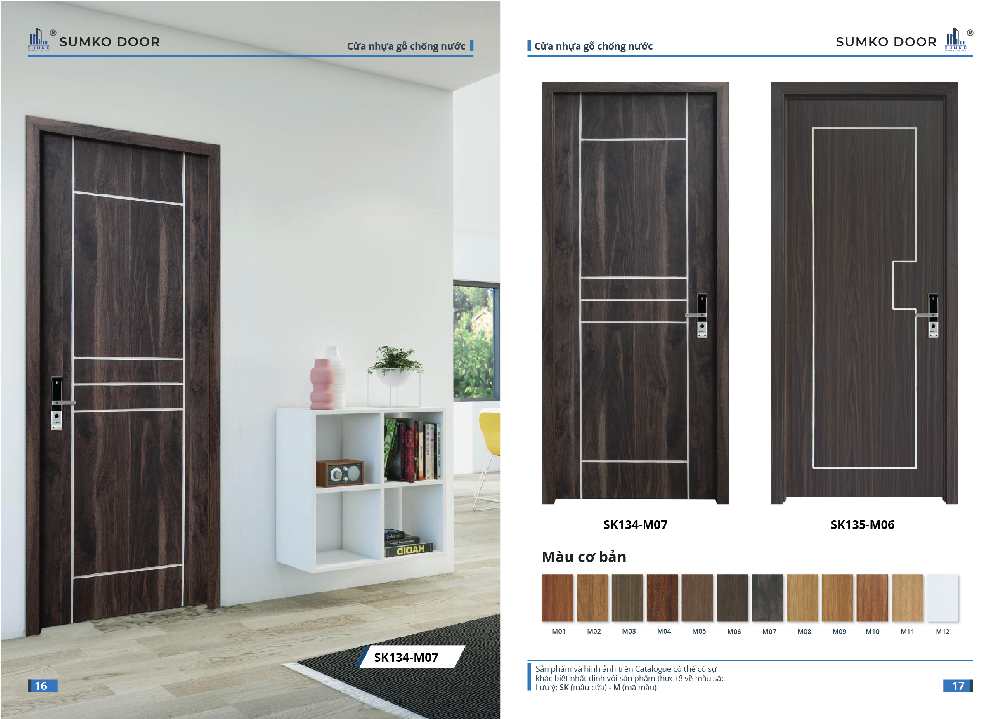 SUMKO DOOR
Cửa nhựa gỗ chống nước
SK134-M07
16
Cửa nhựa gỗ chống nước
SUMKO DOOR
SK134-M07
SK135-M06
Màu cơ bản
M01 M02 M03 M04 M05 M06 M07 M08 M09 M10 M11 M12
Sản phẩm và hình ảnh trên Catalogue có thể có sự
khác biệt nhất định với sản phẩm thực tế về màu sắc
Lưu ý: SK (mẫu cửa) - M (mã màu)
17